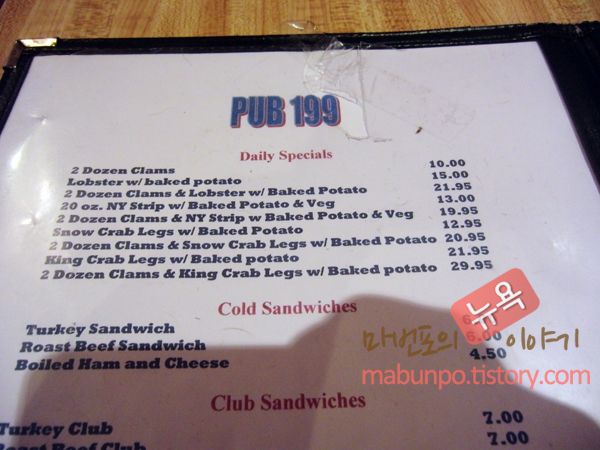 PUB 199
Daily Specials
2 Dozen Clams 10.00
Lobster w/ baked potato 15.00
2 Dozen Clams & Lobster w/ Baked Potato 21.95
20 oz. NY Strip w/ Baked Potato & Veg 13.00
2 Dozen Clams & NY Strip w Baked Potato & Veg 19.95
Snow Crab Legs w/ Baked Potato 12.95
2 Dozen Clams & Snow Crab Legs w/ Baked Potato 20.95
King Crab Legs w/ Baked potato 21.95
2 Dozen Clams & King Crab Legs w/ Baked potato 29.95
Cold Sandwiches
Turkey Sandwich
Roast Beef Sandwich
Boiled Ham and Cheese 4.50
마번포의 뉴욕 이야기
mabunpo.tistory.com
Club Sandwiches
Turkey Club 7.00
Roast Beef Club 7.00